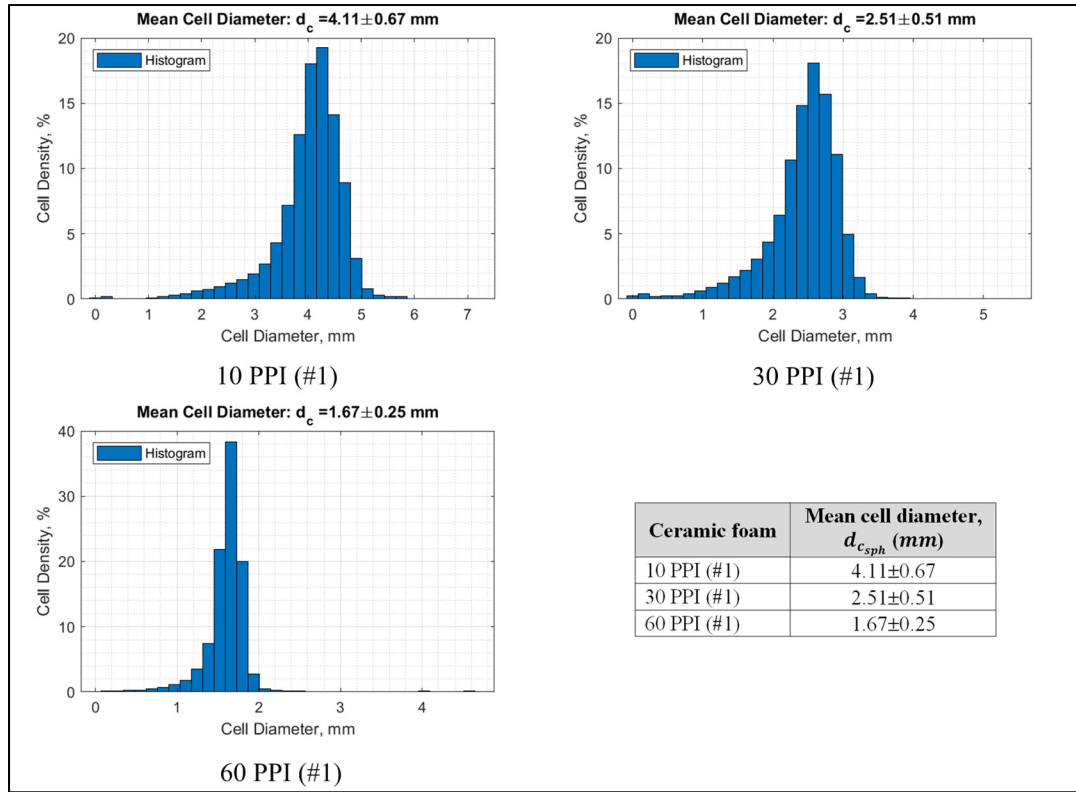 Mean Cell Diameter: d_c =4.11±0.67 mm
Histogram
Cell Density, %
20
15
10
5
0
0 1 2 3 4 5 6 7
Cell Diameter, mm
10 PPI (#1)
Mean Cell Diameter: d_c =2.51±0.51 mm
Histogram
Cell Density, %
20
15
10
5
0
0 1 2 3 4 5
Cell Diameter, mm
30 PPI (#1)
Mean Cell Diameter: d_c =1.67±0.25 mm
Histogram
Cell Density, %
40
30
20
10
0
0 1 2 3 4
Cell Diameter, mm
60 PPI (#1)
Ceramic foam Mean cell diameter,
d_{c_{sph}} (mm)
10 PPI (#1) 4.11±0.67
30 PPI (#1) 2.51±0.51
60 PPI (#1) 1.67±0.25